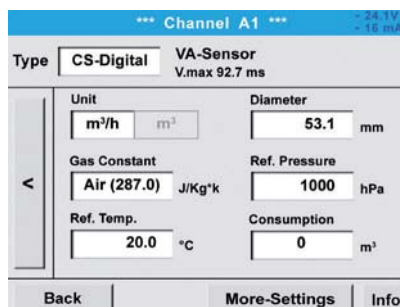 *** Channel A1 ***
- 24.1V
- 16 mA
Type CS-Digital VA-Sensor
V.max 92.7 ms
Unit Diameter
m³/h m³ 53.1 mm
Gas Constant Ref. Pressure
< Air (287.0) J/Kg*k 1000 hPa
Ref. Temp. Consumption
20.0 °C 0 m³
Back More-Settings Info